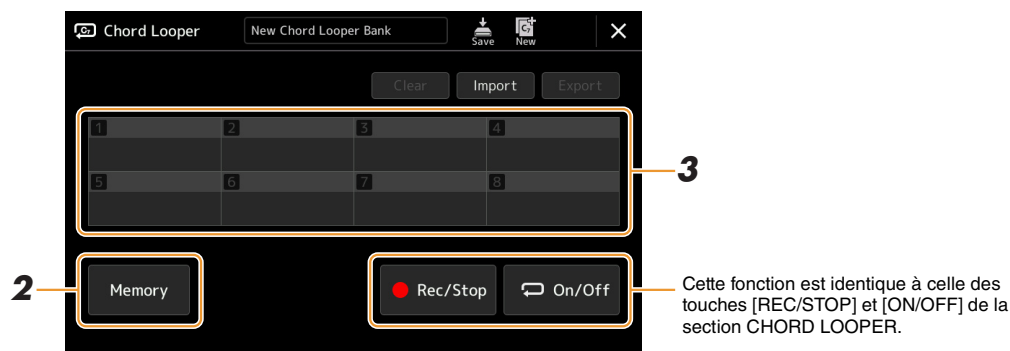 Chord Looper
New Chord Looper Bank
Save
New
Clear
Import
Export
1
2
3
4
5
6
7
8
3
2
Memory
Rec/Stop
On/Off
Cette fonction est identique à celle des
touches [REC/STOP] et [ON/OFF] de la
section CHORD LOOPER.